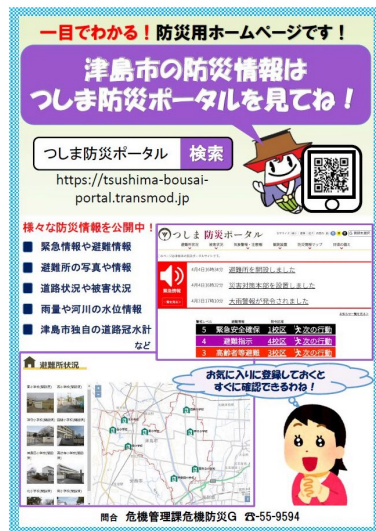 一目でわかる！防災用ホームページです！
津島市の防災情報は
つしま防災ポータルを見てね！
つしま防災ポータル 検索
https://tsushima-bousai-
portal.transmod.jp
様々な防災情報を公開中！
緊急情報や避難情報
避難所の写真や情報
道路状況や被害状況
雨量や河川の水位情報
津島市独自の道路冠水計
など
つしま 防災 ポータル
緊急情報
避難所を開設しました
災害対策本部を設置しました
大雨警報が発令されました
5 緊急安全確保 1校区 次の行動
4 避難指示 4校区 次の行動
3 高齢者等避難 3校区 次の行動
避難所状況
お気に入りに登録しておくと
すぐに確認できるわね！
問合 危機管理課危機防災G ☎-55-9594